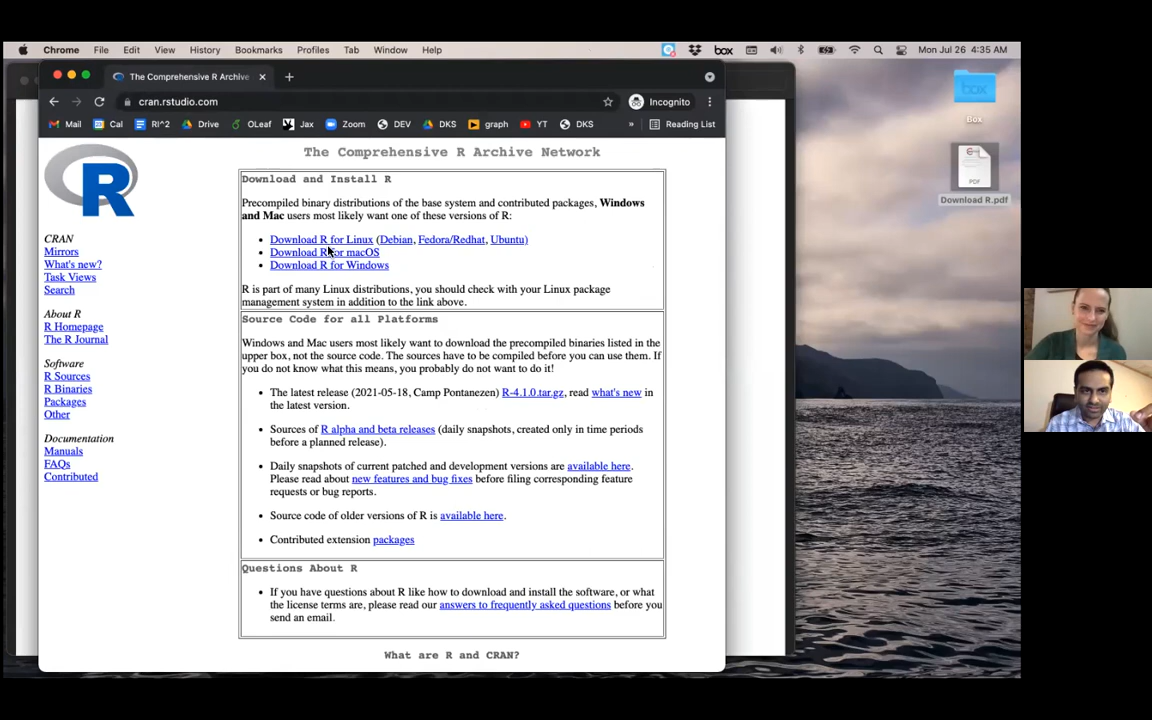 Chrome File Edit View History Bookmarks Profiles Tab Window Help
box
Mon Jul 26 4:35 AM
The Comprehensive R Archive
cran.rstudio.com
Incognito
Mail Cal RI^2 Drive OLeaf Jax Zoom DEV DKS graph YT DKS » Reading List
box
Box
PDF
Download R.pdf
R
CRAN
Mirrors
What's new?
Task Views
Search
About R
R Homepage
The R Journal
Software
R Sources
R Binaries
Packages
Other
Documentation
Manuals
FAQs
Contributed
The Comprehensive R Archive Network
Download and Install R
Precompiled binary distributions of the base system and contributed packages, Windows
and Mac users most likely want one of these versions of R:
• Download R for Linux (Debian, Fedora/Redhat, Ubuntu)
• Download R for macOS
• Download R for Windows
R is part of many Linux distributions, you should check with your Linux package
management system in addition to the link above.
Source Code for all Platforms
Windows and Mac users most likely want to download the precompiled binaries listed in the
upper box, not the source code. The sources have to be compiled before you can use them. If
you do not know what this means, you probably do not want to do it!
• The latest release (2021-05-18, Camp Pontanezen) R-4.1.0.tar.gz, read what's new in
the latest version.
• Sources of R alpha and beta releases (daily snapshots, created only in time periods
before a planned release).
• Daily snapshots of current patched and development versions are available here.
Please read about new features and bug fixes before filing corresponding feature
requests or bug reports.
• Source code of older versions of R is available here.
• Contributed extension packages
Questions About R
• If you have questions about R like how to download and install the software, or what
the license terms are, please read our answers to frequently asked questions before you
send an email.
What are R and CRAN?